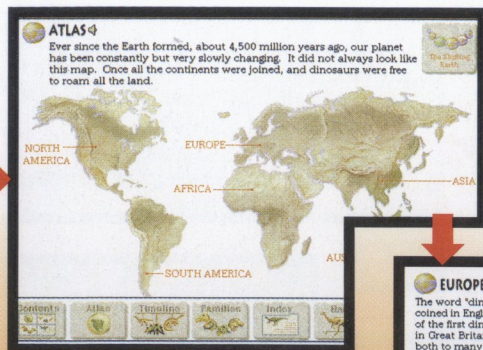 ATLAS
Ever since the Earth formed, about 4,500 million years ago, our planet
has been constantly but very slowly changing. It did not always look like
this map. Once all the continents were joined, and dinosaurs were free
to roam all the land.
The Shifting
Earth
NORTH
AMERICA
EUROPE
AFRICA
ASIA
AUS
SOUTH AMERICA
Contents Atlas Timeline Families Index
EUROPE
The word "din
coined in Engl
of the first din
in Great Britai
both to many